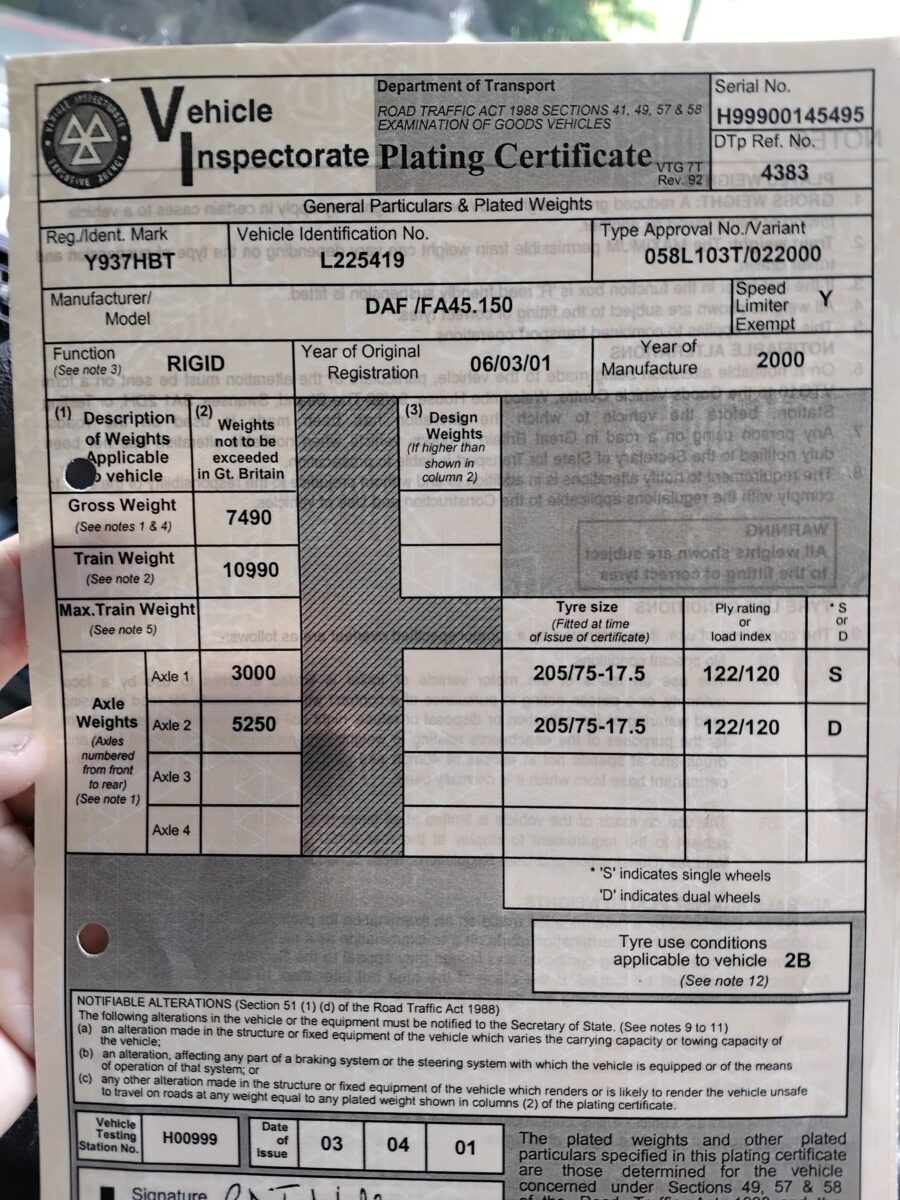 VEHICLE INSPECTORATE
EXECUTIVE AGENCY
Vehicle
Inspectorate
Department of Transport
ROAD TRAFFIC ACT 1988 SECTIONS 41, 49, 57 & 58
EXAMINATION OF GOODS VEHICLES
Plating Certificate
VTG 7T
Rev. 92
Serial No.
H99900145495
DTp Ref. No.
4383
General Particulars & Plated Weights
Reg./Ident. Mark
Y937HBT
Vehicle Identification No.
L225419
Type Approval No./Variant
058L103T/022000
Manufacturer/
Model
DAF /FA45.150
Speed
Limiter
Exempt
Y
Function
(See note 3)
RIGID
Year of Original
Registration
06/03/01
Year of
Manufacture
2000
(1) Description
of Weights
Applicable
vehicle
(2) Weights
not to be
exceeded
in Gt. Britain
(3) Design
Weights
(If higher than
shown in
column 2)
Gross Weight
(See notes 1 & 4)
7490
Train Weight
(See note 2)
10990
Max.Train Weight
(See note 5)
Tyre size
(Fitted at time
of issue of certificate)
Ply rating
or
load index
* S
or
D
Axle
Weights
(Axles
numbered
from front
to rear)
(See note 1)
Axle 1
3000
205/75-17.5
122/120
S
Axle 2
5250
205/75-17.5
122/120
D
Axle 3
Axle 4
* 'S' indicates single wheels
'D' indicates dual wheels
Tyre use conditions
applicable to vehicle 2B
(See note 12)
NOTIFIABLE ALTERATIONS (Section 51 (1) (d) of the Road Traffic Act 1988)
The following alterations in the vehicle or the equipment must be notified to the Secretary of State. (See notes 9 to 11)
(a) an alteration made in the structure or fixed equipment of the vehicle which varies the carrying capacity or towing capacity of
the vehicle;
(b) an alteration, affecting any part of a braking system or the steering system with which the vehicle is equipped or of the means
of operation of that system; or
(c) any other alteration made in the structure or fixed equipment of the vehicle which renders or is likely to render the vehicle unsafe
to travel on roads at any weight equal to any plated weight shown in columns (2) of the plating certificate.
Vehicle
Testing
Station No.
H00999
Date
of
Issue
03
04
01
The plated weights and other plated
particulars specified in this plating certificate
are those determined for the vehicle
concerned under Sections 49, 57 & 58
Signature